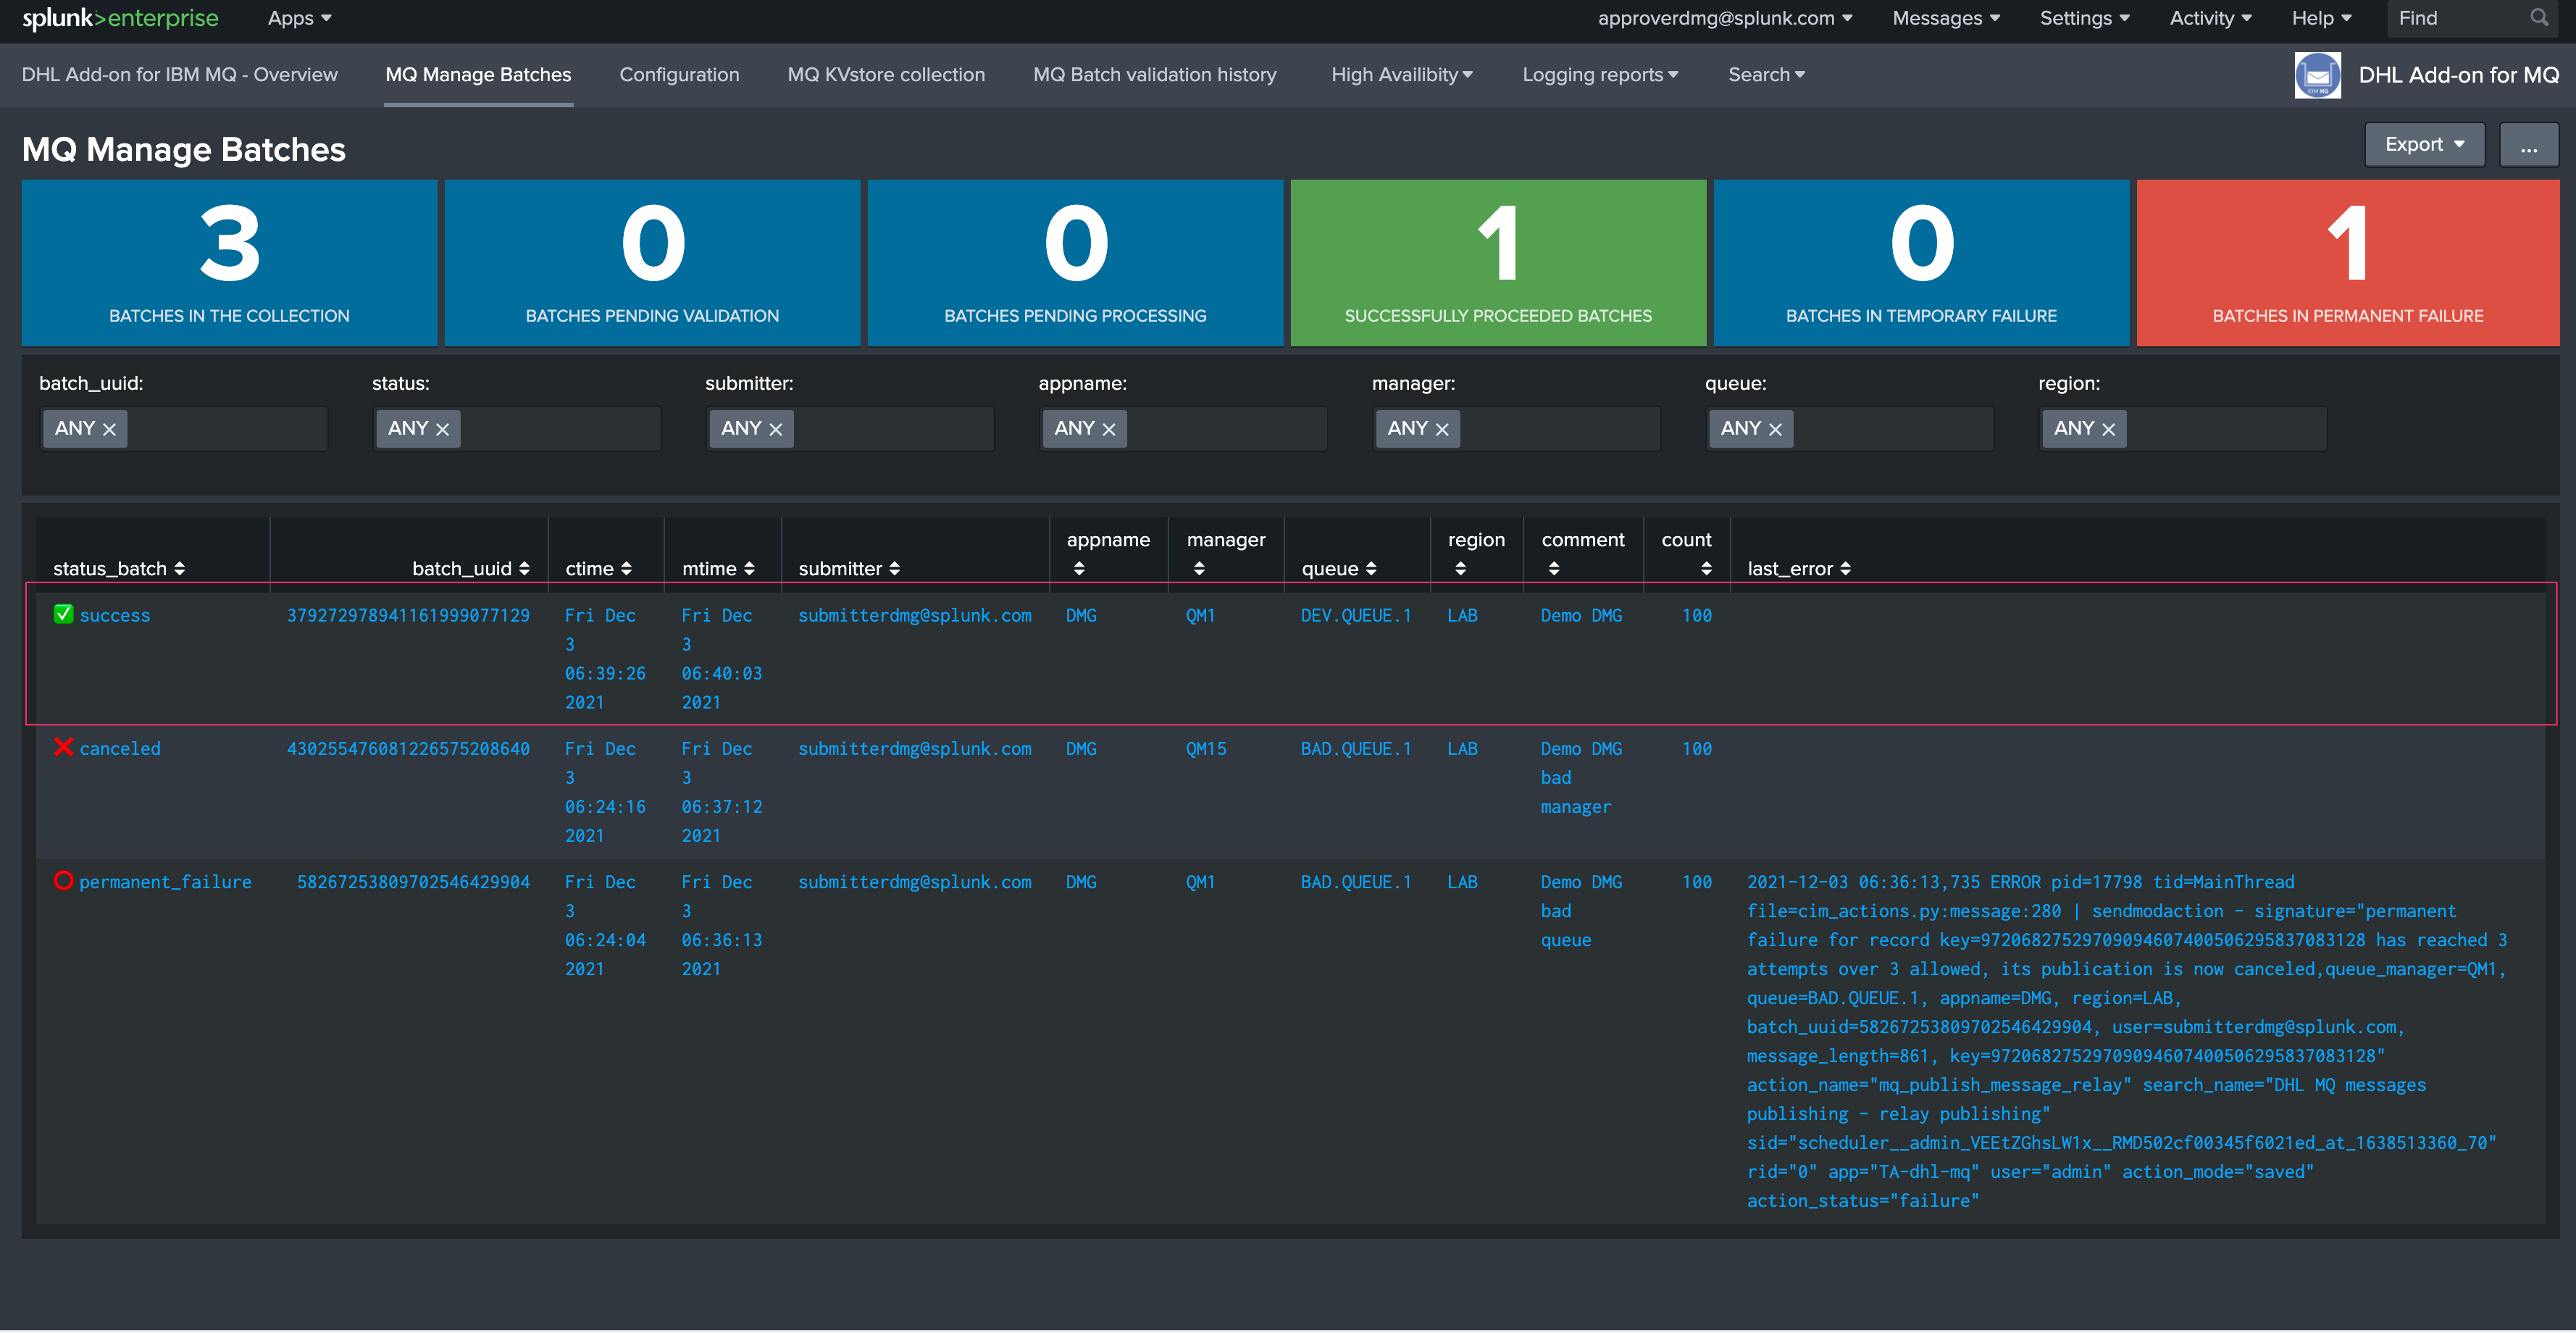 splunk>enterprise Apps approverdmg@splunk.com Messages Settings Activity Help Find
DHL Add-on for IBM MQ - Overview MQ Manage Batches Configuration MQ KVstore collection MQ Batch validation history High Availibity Logging reports Search DHL Add-on for MQ
MQ Manage Batches Export ...
3 0 0 1 0 1
BATCHES IN THE COLLECTION BATCHES PENDING VALIDATION BATCHES PENDING PROCESSING SUCCESSFULLY PROCEEDED BATCHES BATCHES IN TEMPORARY FAILURE BATCHES IN PERMANENT FAILURE
batch_uuid: status: submitter: appname: manager: queue: region:
ANY ANY ANY ANY ANY ANY ANY
status_batch batch_uuid ctime mtime submitter appname manager queue region comment count last_error
success 379272978941161999077129 Fri Dec Fri Dec submitterdmg@splunk.com DMG QM1 DEV.QUEUE.1 LAB Demo DMG 100
3 3
06:39:26 06:40:03
2021 2021
canceled 430255476081226575208640 Fri Dec Fri Dec submitterdmg@splunk.com DMG QM15 BAD.QUEUE.1 LAB Demo DMG 100
3 3 bad
06:24:16 06:37:12 manager
2021 2021
permanent_failure 58267253809702546429904 Fri Dec Fri Dec submitterdmg@splunk.com DMG QM1 BAD.QUEUE.1 LAB Demo DMG 100 2021-12-03 06:36:13,735 ERROR pid=17798 tid=MainThread
3 3 bad file=cim_actions.py:message:280 | sendmodaction - signature="permanent
06:24:04 06:36:13 queue failure for record key=97206827529709094607400506295837083128 has reached 3
2021 2021 attempts over 3 allowed, its publication is now canceled,queue_manager=QM1,
queue=BAD.QUEUE.1, appname=DMG, region=LAB,
batch_uuid=58267253809702546429904, user=submitterdmg@splunk.com,
message_length=861, key=97206827529709094607400506295837083128"
action_name="mq_publish_message_relay" search_name="DHL MQ messages
publishing - relay publishing"
sid="scheduler__admin_VEEtZGhsLW1x__RMD502cf00345f6021ed_at_1638513360_70"
rid="0" app="TA-dhl-mq" user="admin" action_mode="saved"
action_status="failure"